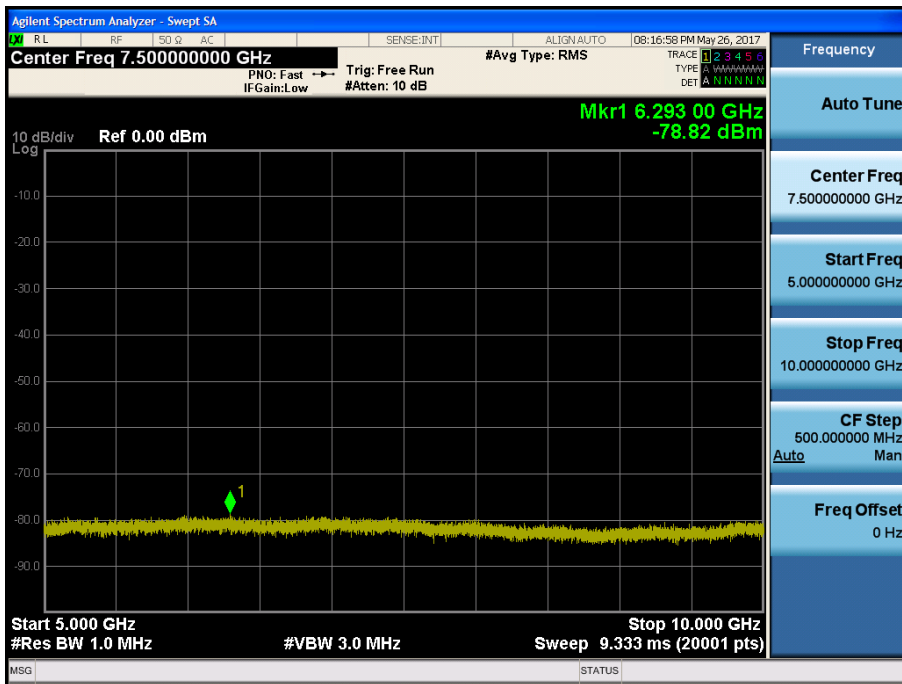 Agilent Spectrum Analyzer - Swept SA
LXI RL RF 50 Ω AC SENSE:INT ALIGN AUTO 08:16:58 PM May 26, 2017
Center Freq 7.500000000 GHz
#Avg Type: RMS
TRACE 1 2 3 4 5 6
PNO: Fast Trig: Free Run
TYPE A WWWWW
IFGain:Low #Atten: 10 dB
DET A N N N N N
Mkr1 6.293 00 GHz
-78.82 dBm
10 dB/div Ref 0.00 dBm
Log
-10.0
-20.0
-30.0
-40.0
-50.0
-60.0
-70.0
1
-80.0
-90.0
Start 5.000 GHz Stop 10.000 GHz
#Res BW 1.0 MHz #VBW 3.0 MHz Sweep 9.333 ms (20001 pts)
MSG STATUS
Frequency
Auto Tune
Center Freq
7.500000000 GHz
Start Freq
5.000000000 GHz
Stop Freq
10.000000000 GHz
CF Step
500.000000 MHz
Auto Man
Freq Offset
0 Hz